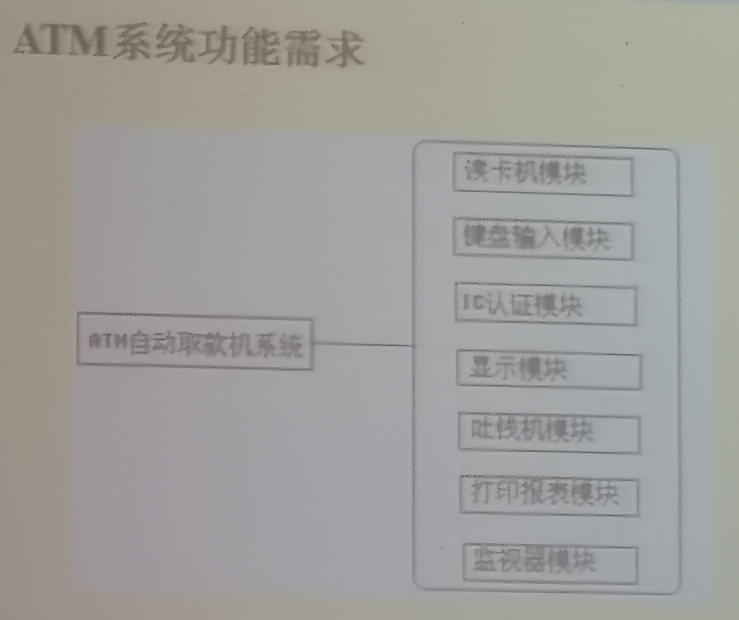 ATM系统功能需求
读卡机模块
键盘输入模块
IC认证模块
ATM自动取款机系统
显示模块
吐钱机模块
打印报表模块
监视器模块